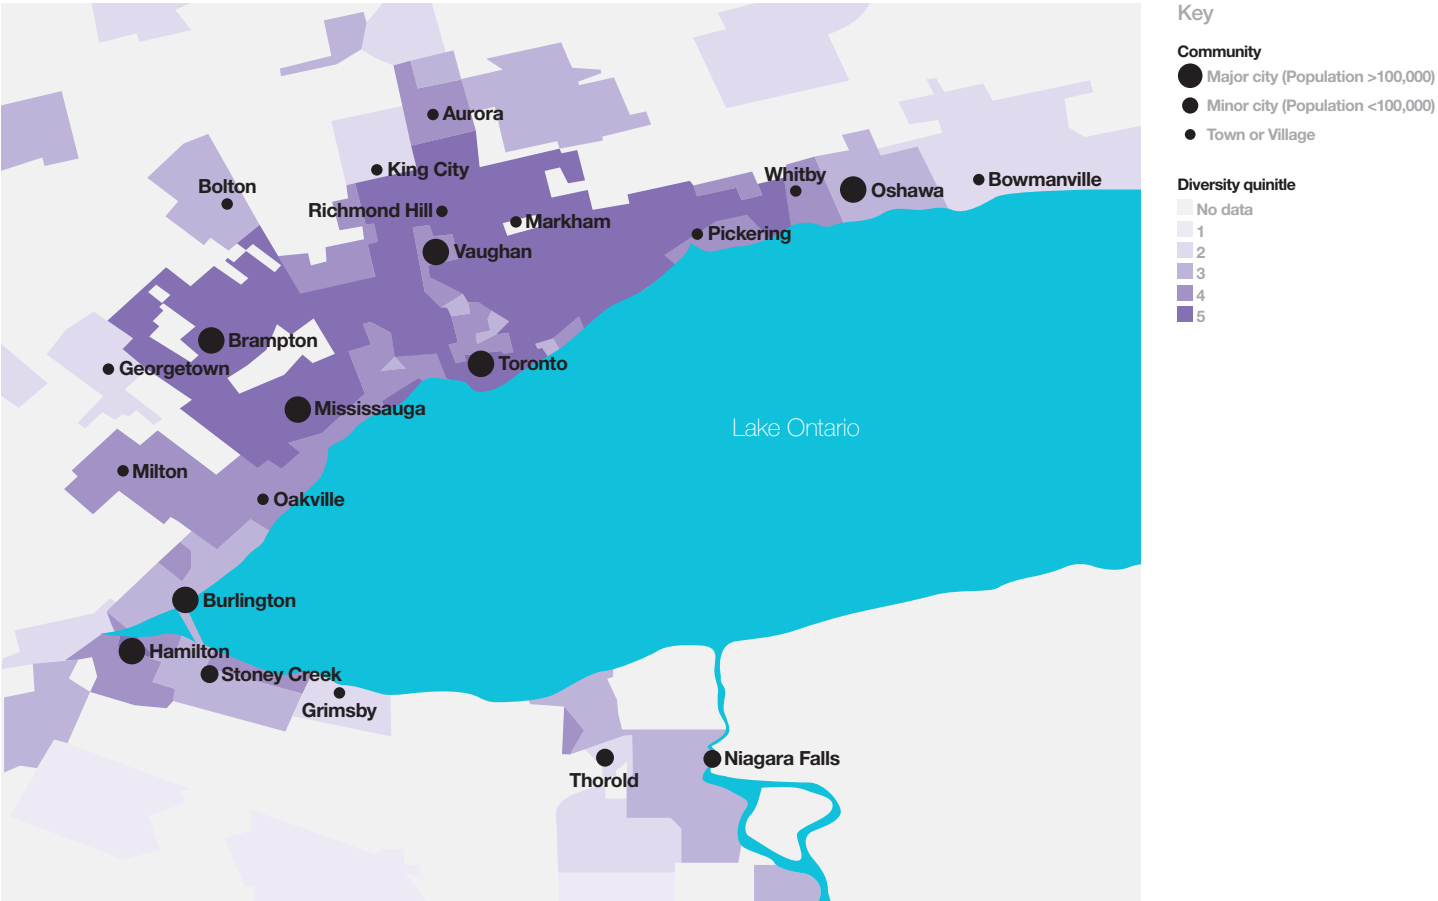 Key
Community
Major city (Population >100,000)
Minor city (Population <100,000)
Town or Village
Diversity quinitle
No data
1
2
3
4
5
Aurora
King City
Bolton
Richmond Hill
Markham
Whitby
Oshawa
Bowmanville
Pickering
Vaughan
Brampton
Georgetown
Toronto
Mississauga
Lake Ontario
Milton
Oakville
Burlington
Hamilton
Stoney Creek
Grimsby
Thorold
Niagara Falls